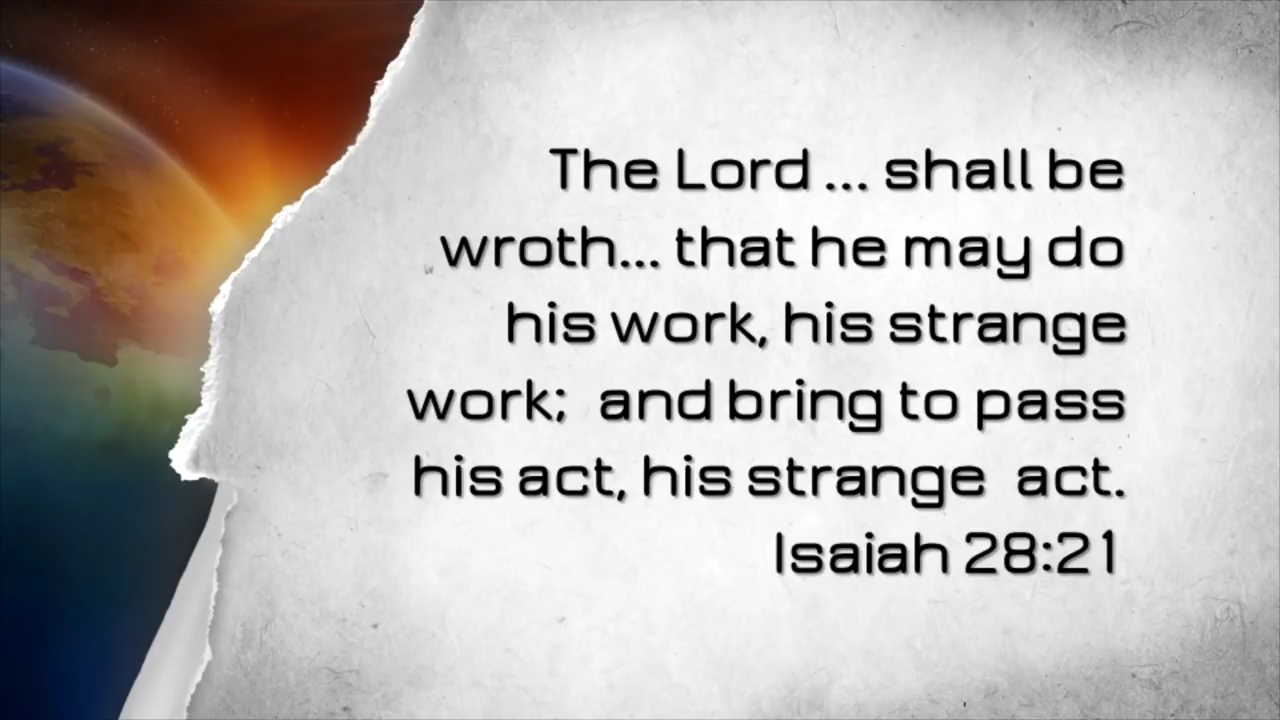 The Lord ... shall be
wroth... that he may do
his work, his strange
work; and bring to pass
his act, his strange act.
Isaiah 28:21